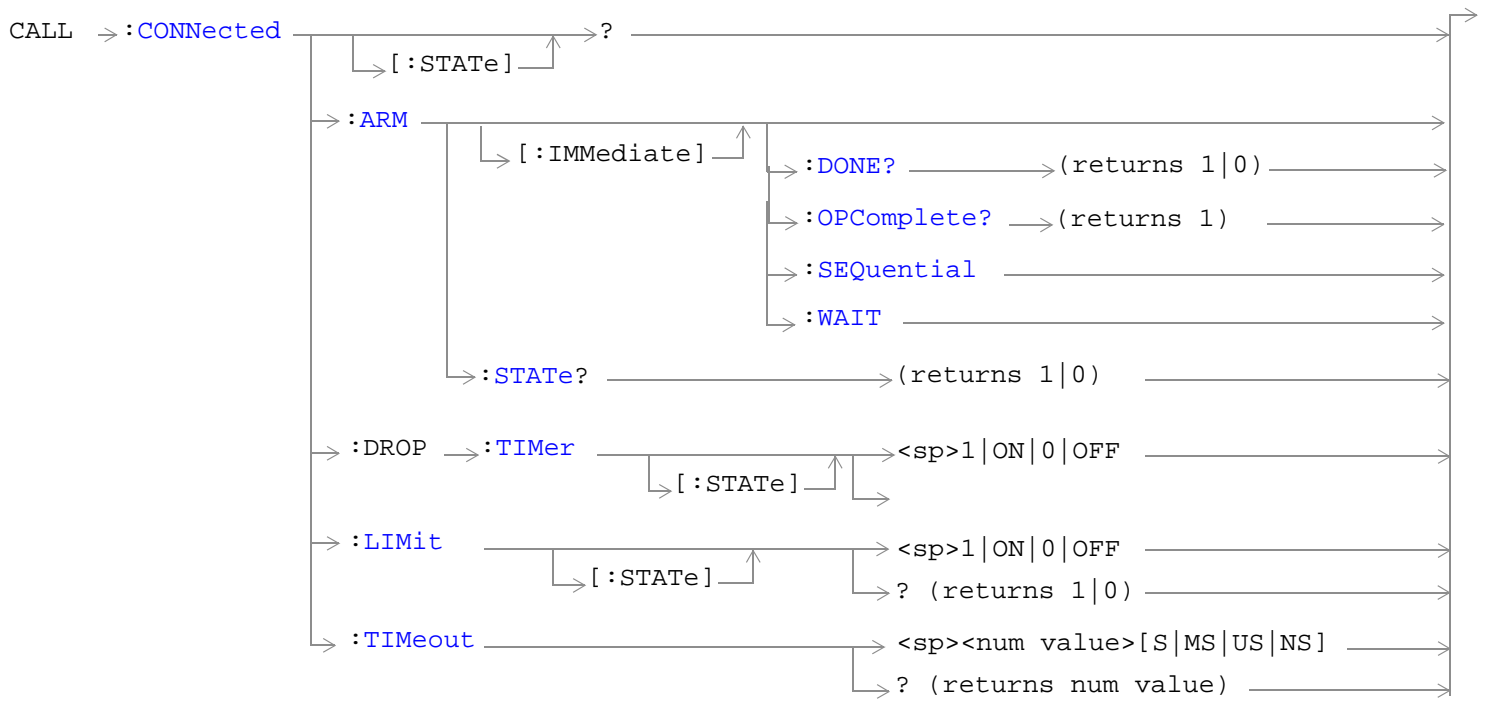 CALL :CONNected ?
[:STATe]
:ARM
[:IMMediate]
:DONE? (returns 1|0)
:OPComplete? (returns 1)
:SEQuential
:WAIT
:STATe? (returns 1|0)
:DROP :TIMer <sp>1|ON|0|OFF
[:STATe]
:LIMit <sp>1|ON|0|OFF
[:STATe]
? (returns 1|0)
:TIMeout <sp><num value>[S|MS|US|NS]
? (returns num value)